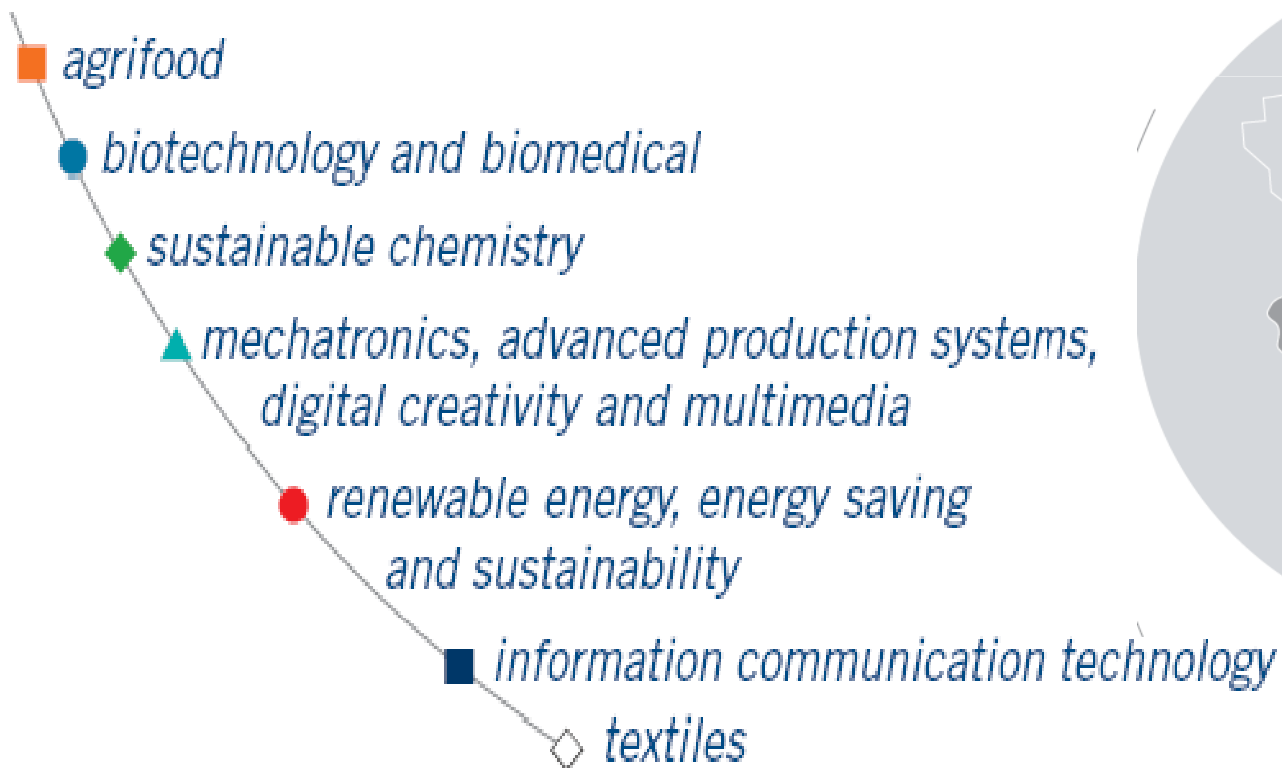 agrifood
biotechnology and biomedical
sustainable chemistry
mechatronics, advanced production systems,
digital creativity and multimedia
renewable energy, energy saving
and sustainability
information communication technology
textiles